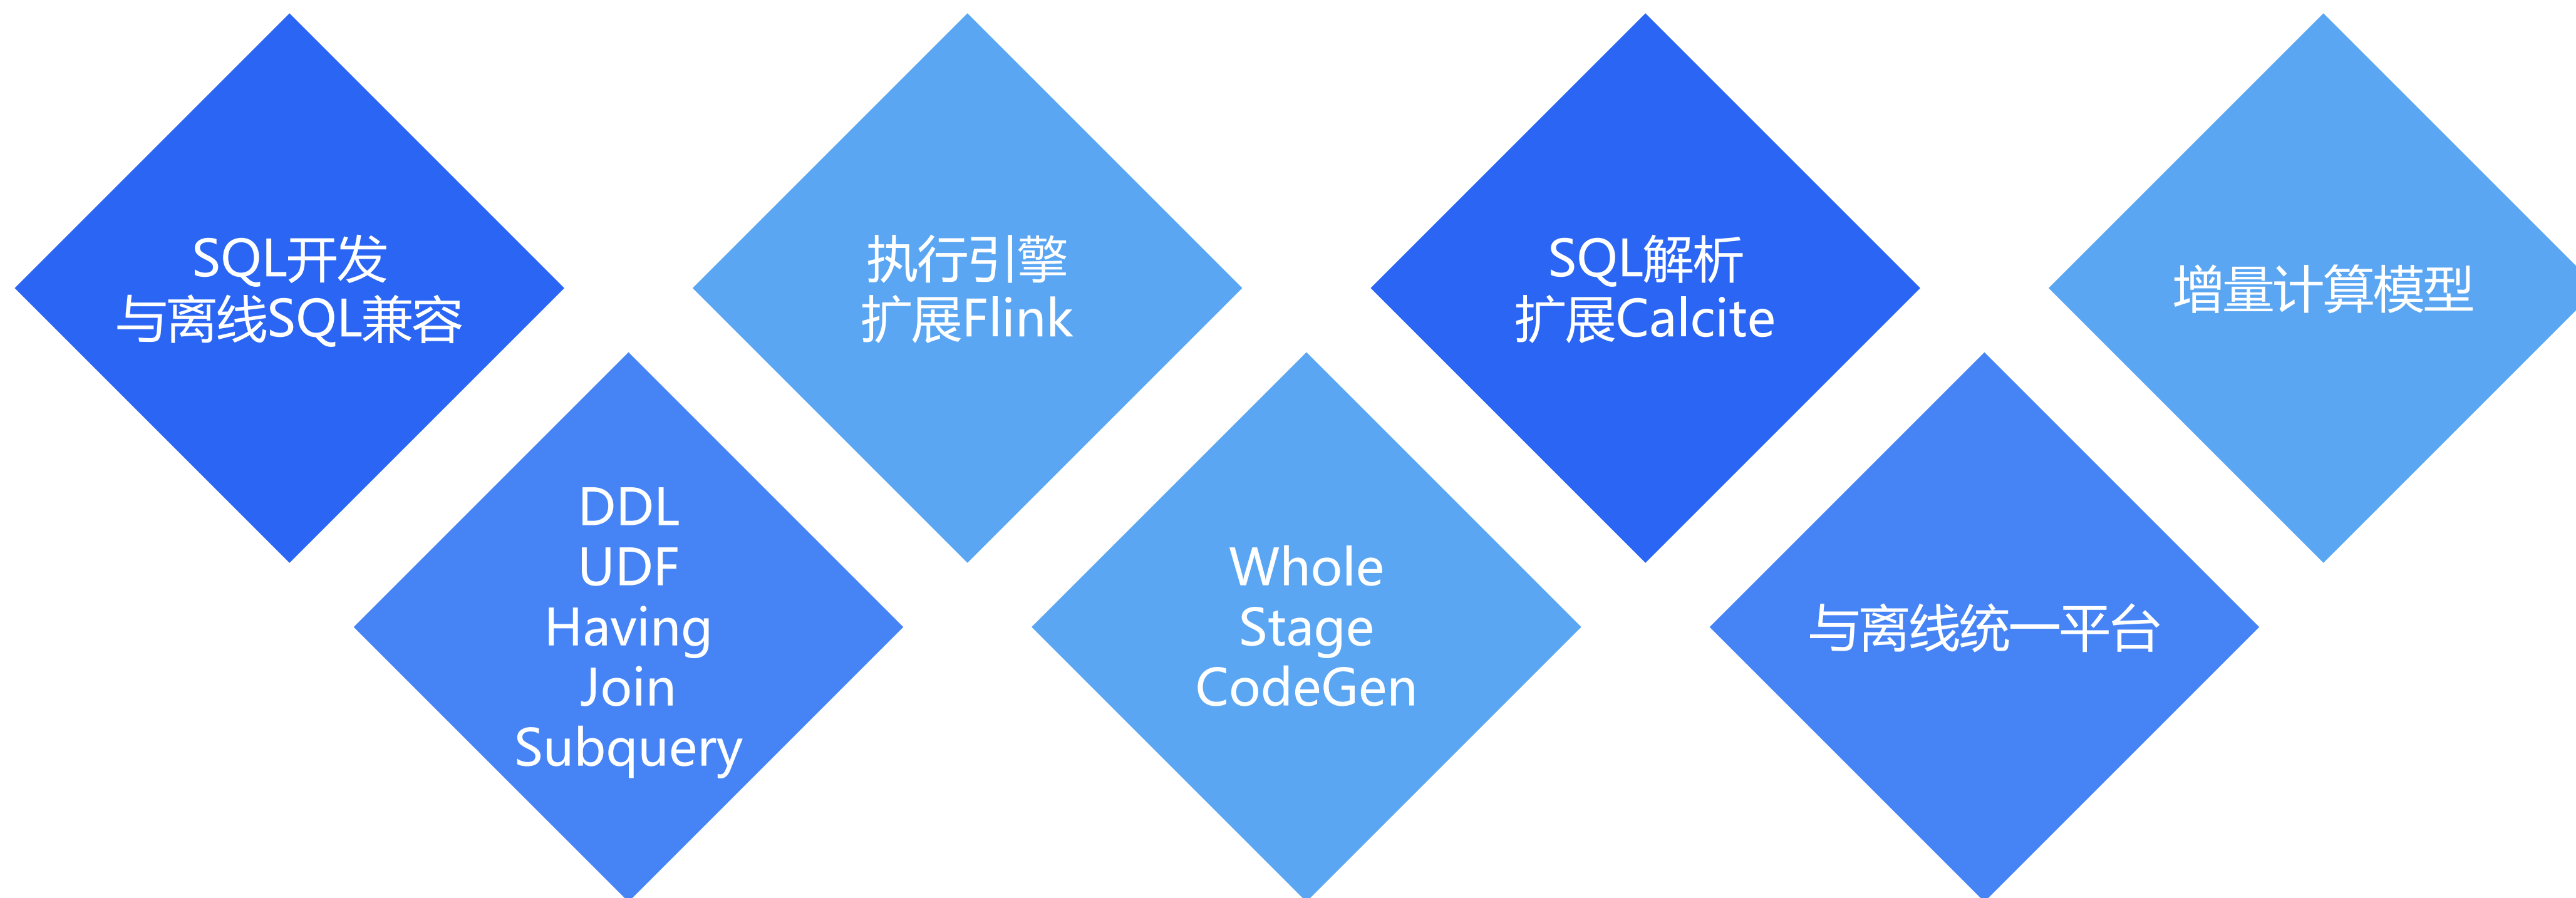 SQL开发
与离线SQL兼容
DDL
UDF
Having
Join
Subquery
执行引擎
扩展Flink
Whole
Stage
CodeGen
SQL解析
扩展Calcite
与离线统一平台
增量计算模型